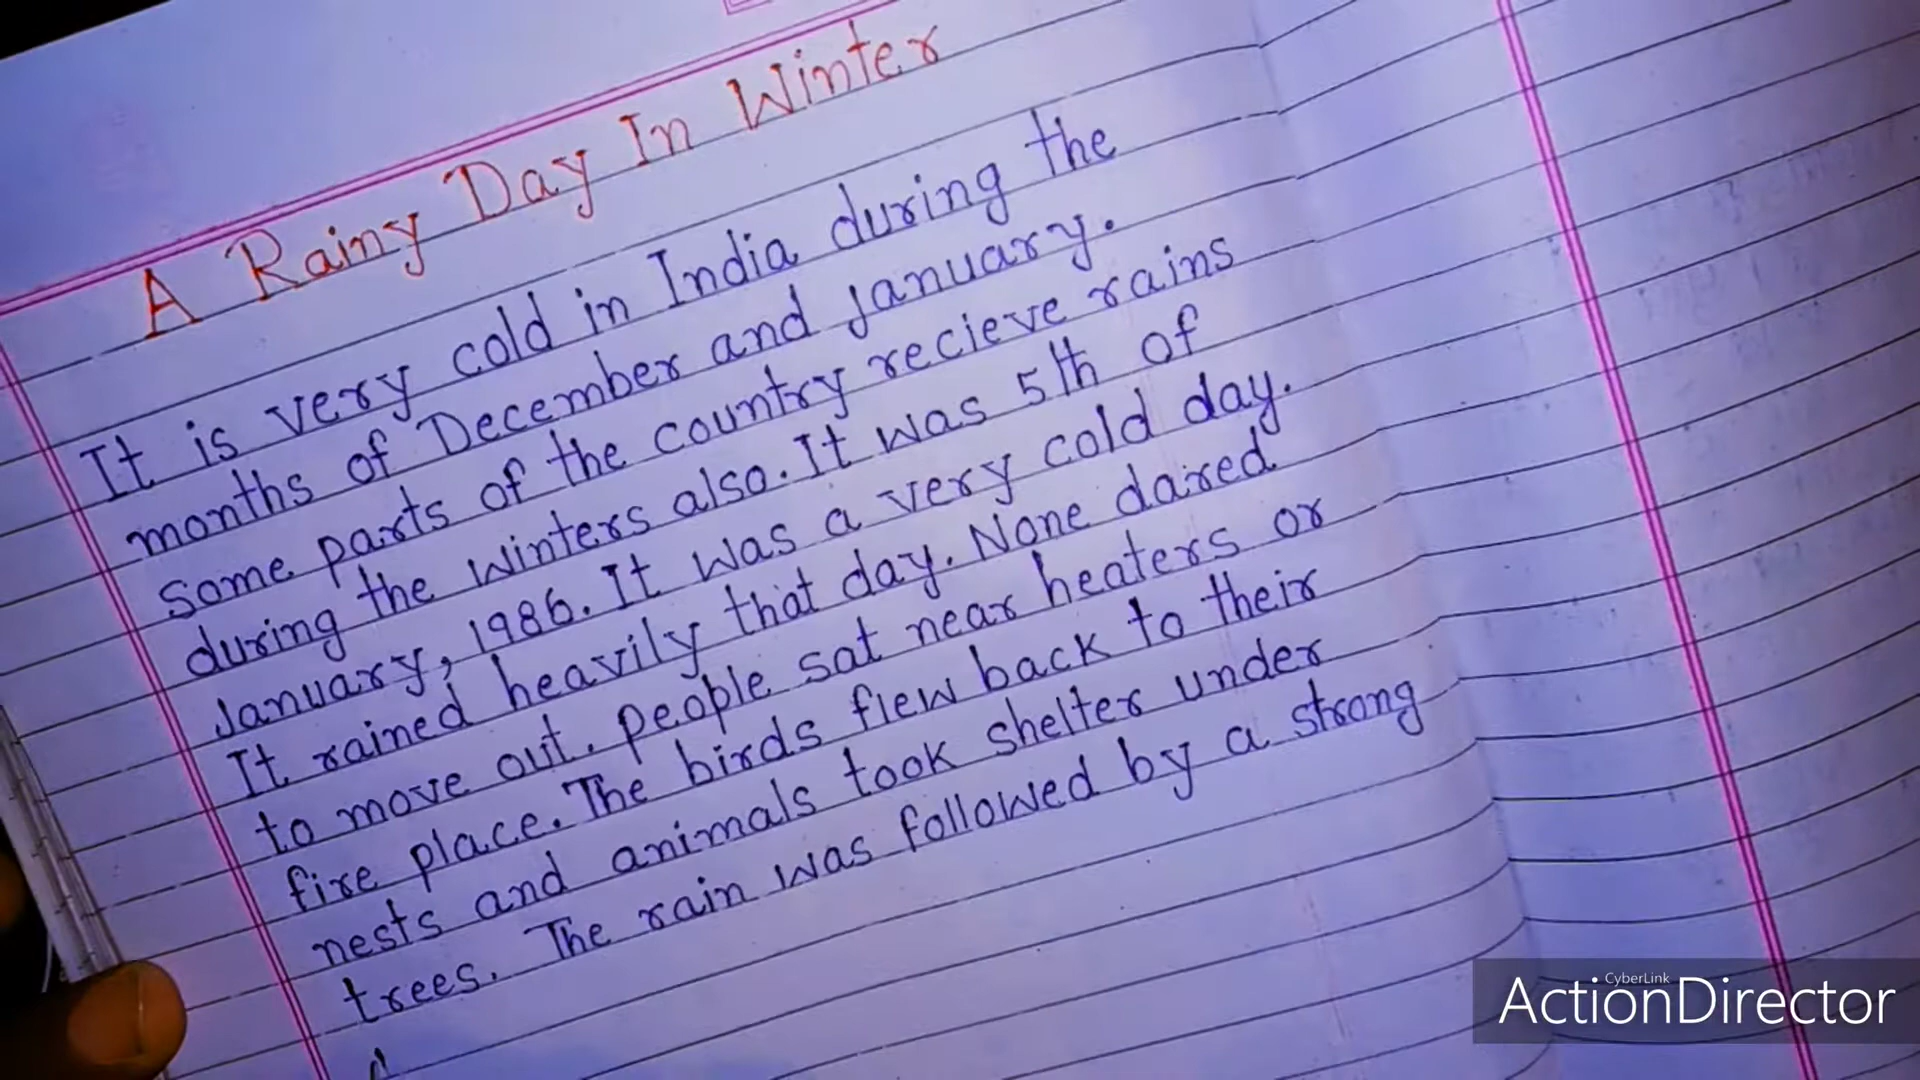 A Rainy Day In Winter
It is very cold in India during the
months of December and January.
Some parts of the country recieve rains
during the Winters also. It was 5th of
January, 1986. It was a very cold day.
It rained heavily that day. None dared
to move out. people sat near heaters or
fire place. The birds flew back to their
nests and animals took shelter under
trees. The rain was followed by a strong
CyberLink
ActionDirector